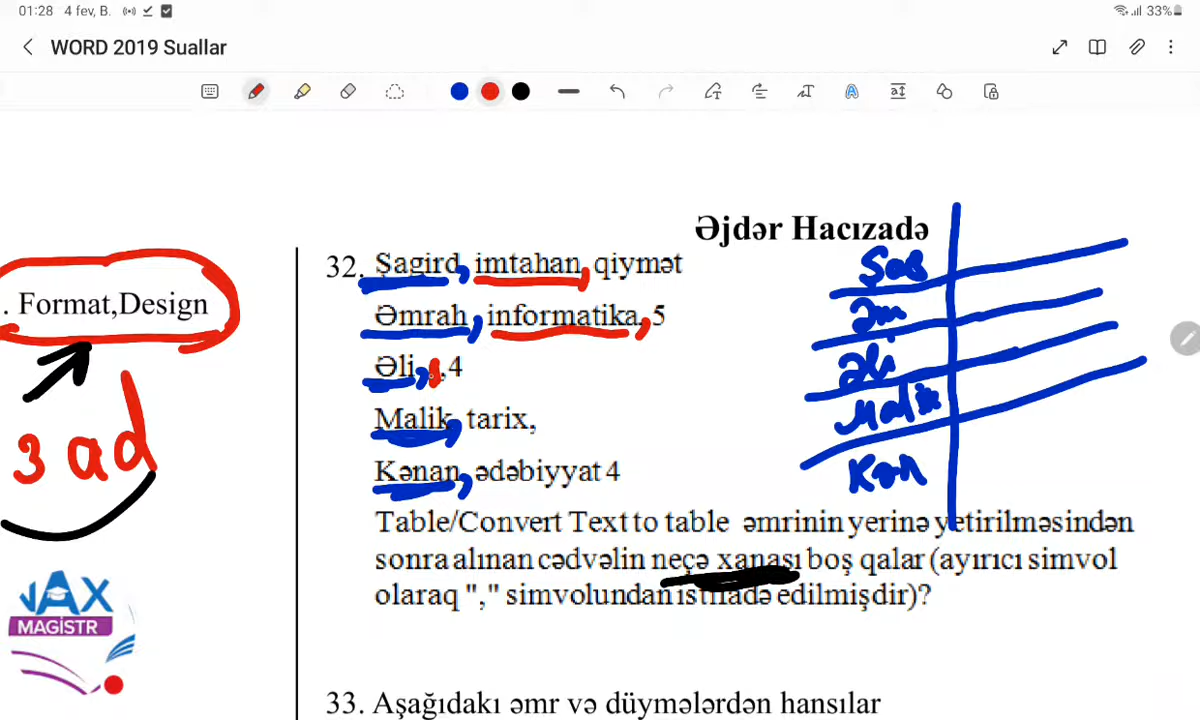 01:28 4 fev, B. 33%
WORD 2019 Suallar
Əjdər Hacızadə
. Format,Design
3 ad
32. Şagird, imtahan, qiymət
Əmrah, informatika, 5
Əli, ,4
Malik, tarix,
Kənan, ədəbiyyat 4
Table/Convert Text to table əmrinin yerinə yetirilməsindən
sonra alınan cədvəlin neçə xanası boş qalar (ayırıcı simvol
olaraq "," simvolundan istifadə edilmişdir)?
Şag
Əm
Əli
Malik
Kən
JAX
MAGİSTR
33. Aşağıdakı əmr və düymələrdən hansılar